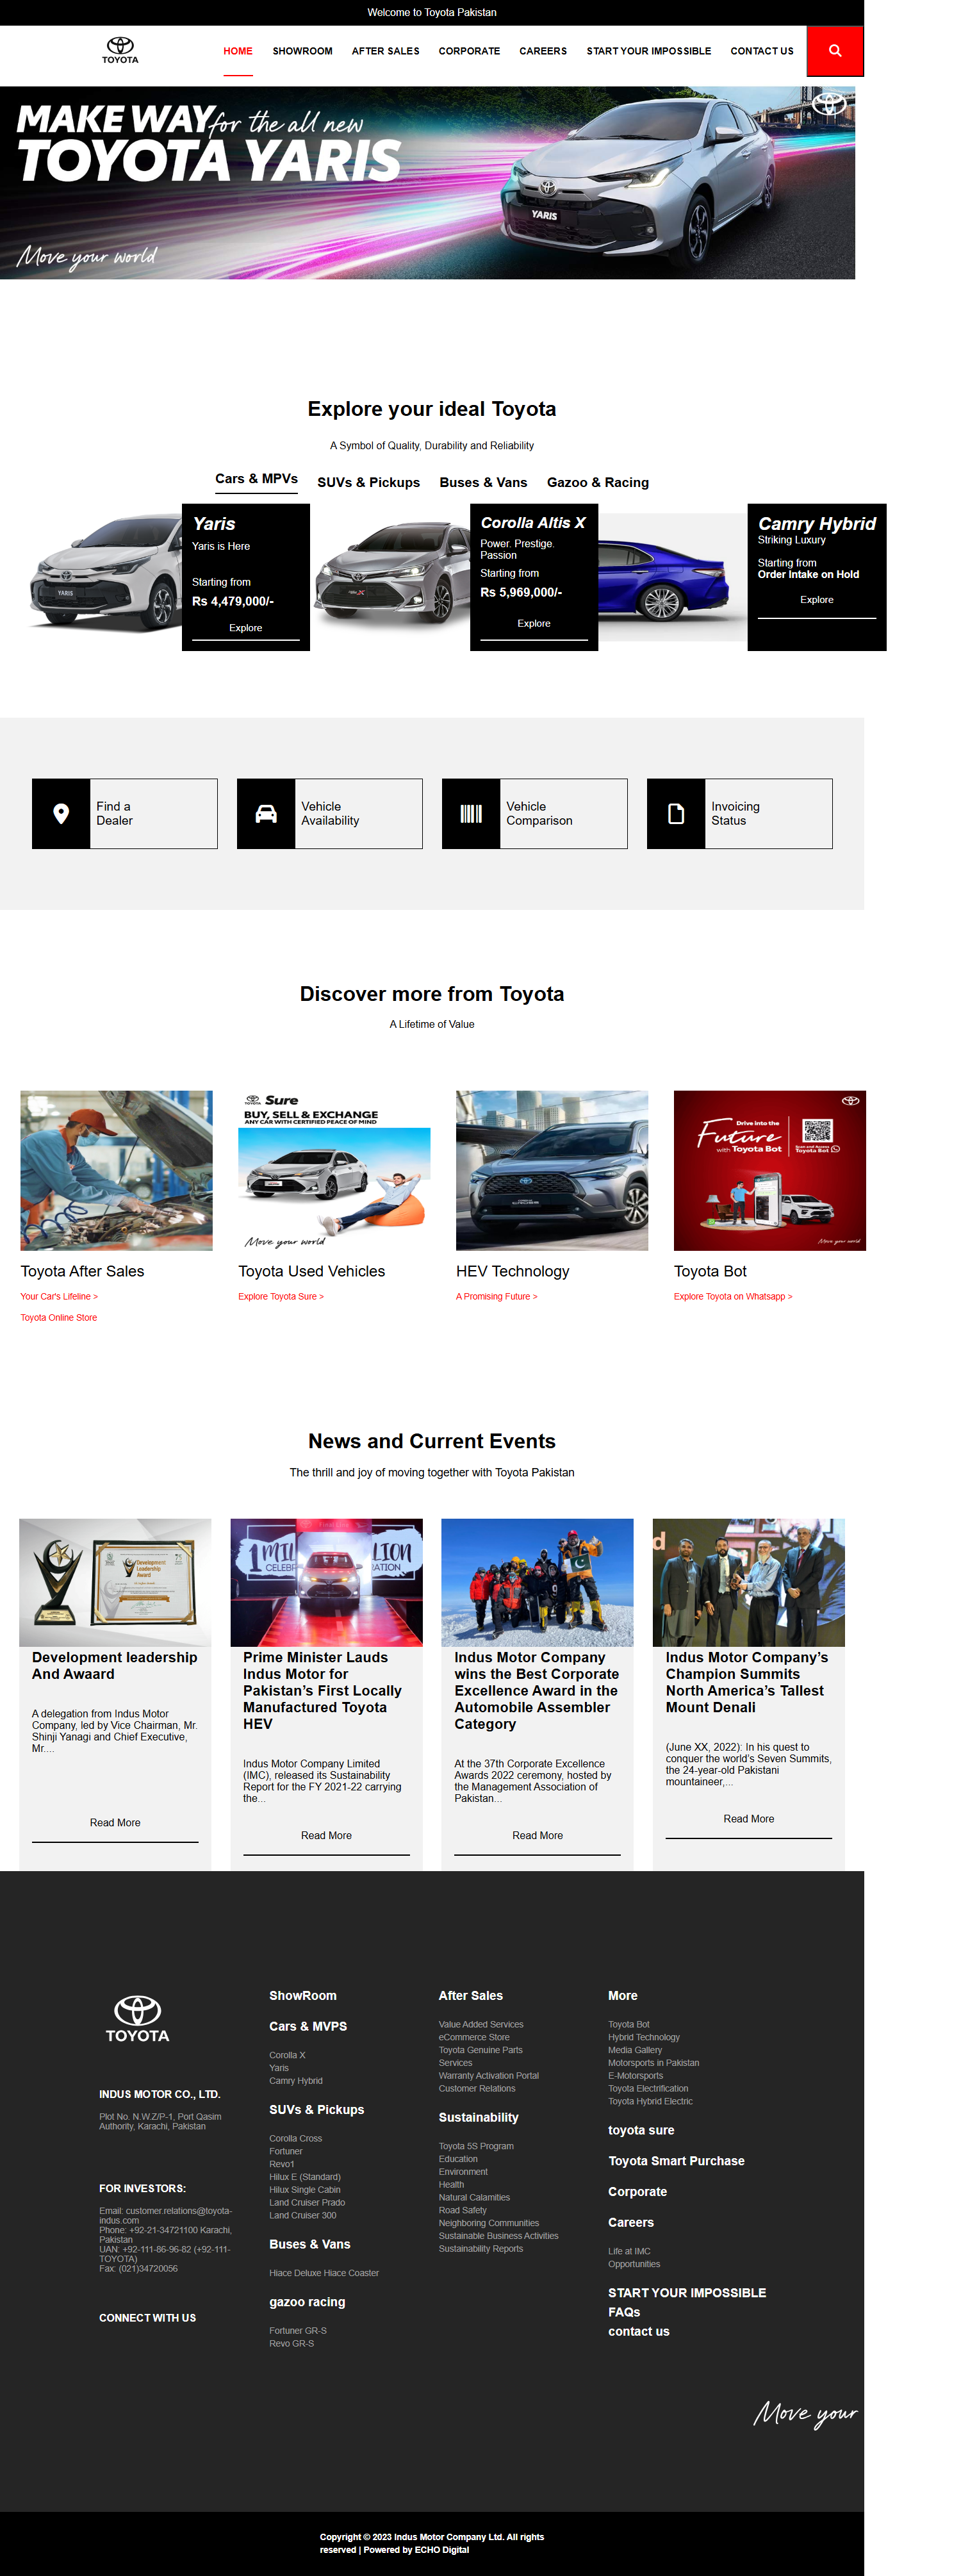 Welcome to Toyota Pakistan
TOYOTA
HOME
SHOWROOM
AFTER SALES
CORPORATE
CAREERS
START YOUR IMPOSSIBLE
CONTACT US
MAKE WAY for the all new
TOYOTA YARIS
YARIS
Move your world
Explore your ideal Toyota
A Symbol of Quality, Durability and Reliability
Cars & MPVs
SUVs & Pickups
Buses & Vans
Gazoo & Racing
YARIS
Yaris
Yaris is Here
Starting from
Rs 4,479,000/-
Explore
X
Corolla Altis X
Power. Prestige.
Passion
Starting from
Rs 5,969,000/-
Explore
Camry Hybrid
Striking Luxury
Starting from
Order Intake on Hold
Explore
Find a
Dealer
Vehicle
Availability
Vehicle
Comparison
Invoicing
Status
Discover more from Toyota
A Lifetime of Value
TOYOTA Sure
BUY, SELL & EXCHANGE
ANY CAR WITH CERTIFIED PEACE OF MIND
Move your world
Drive into the
Future
with Toyota Bot
Scan and Access
Toyota Bot
Move your world
Toyota After Sales
Your Car's Lifeline >
Toyota Online Store
Toyota Used Vehicles
Explore Toyota Sure >
HEV Technology
A Promising Future >
Toyota Bot
Explore Toyota on Whatsapp >
News and Current Events
The thrill and joy of moving together with Toyota Pakistan
Development
Leadership
Award
1 MIL
LION
CELEB
RATION
d
Development leadership
And Awaard
A delegation from Indus Motor
Company, led by Vice Chairman, Mr.
Shinji Yanagi and Chief Executive,
Mr....
Read More
Prime Minister Lauds
Indus Motor for
Pakistan’s First Locally
Manufactured Toyota
HEV
Indus Motor Company Limited
(IMC), released its Sustainability
Report for the FY 2021-22 carrying
the...
Read More
Indus Motor Company
wins the Best Corporate
Excellence Award in the
Automobile Assembler
Category
At the 37th Corporate Excellence
Awards 2022 ceremony, hosted by
the Management Association of
Pakistan...
Read More
Indus Motor Company’s
Champion Summits
North America’s Tallest
Mount Denali
(June XX, 2022): In his quest to
conquer the world’s Seven Summits,
the 24-year-old Pakistani
mountaineer,...
Read More
TOYOTA
INDUS MOTOR CO., LTD.
Plot No. N.W.Z/P-1, Port Qasim
Authority, Karachi, Pakistan
FOR INVESTORS:
Email: customer.relations@toyota-
indus.com
Phone: +92-21-34721100 Karachi,
Pakistan
UAN: +92-111-86-96-82 (+92-111-
TOYOTA)
Fax: (021)34720056
CONNECT WITH US
ShowRoom
Cars & MVPS
Corolla X
Yaris
Camry Hybrid
SUVs & Pickups
Corolla Cross
Fortuner
Revo1
Hilux E (Standard)
Hilux Single Cabin
Land Cruiser Prado
Land Cruiser 300
Buses & Vans
Hiace Deluxe Hiace Coaster
gazoo racing
Fortuner GR-S
Revo GR-S
After Sales
Value Added Services
eCommerce Store
Toyota Genuine Parts
Services
Warranty Activation Portal
Customer Relations
Sustainability
Toyota 5S Program
Education
Environment
Health
Natural Calamities
Road Safety
Neighboring Communities
Sustainable Business Activities
Sustainability Reports
More
Toyota Bot
Hybrid Technology
Media Gallery
Motorsports in Pakistan
E-Motorsports
Toyota Electrification
Toyota Hybrid Electric
toyota sure
Toyota Smart Purchase
Corporate
Careers
Life at IMC
Opportunities
START YOUR IMPOSSIBLE
FAQs
contact us
Move your
Copyright © 2023 Indus Motor Company Ltd. All rights
reserved | Powered by ECHO Digital